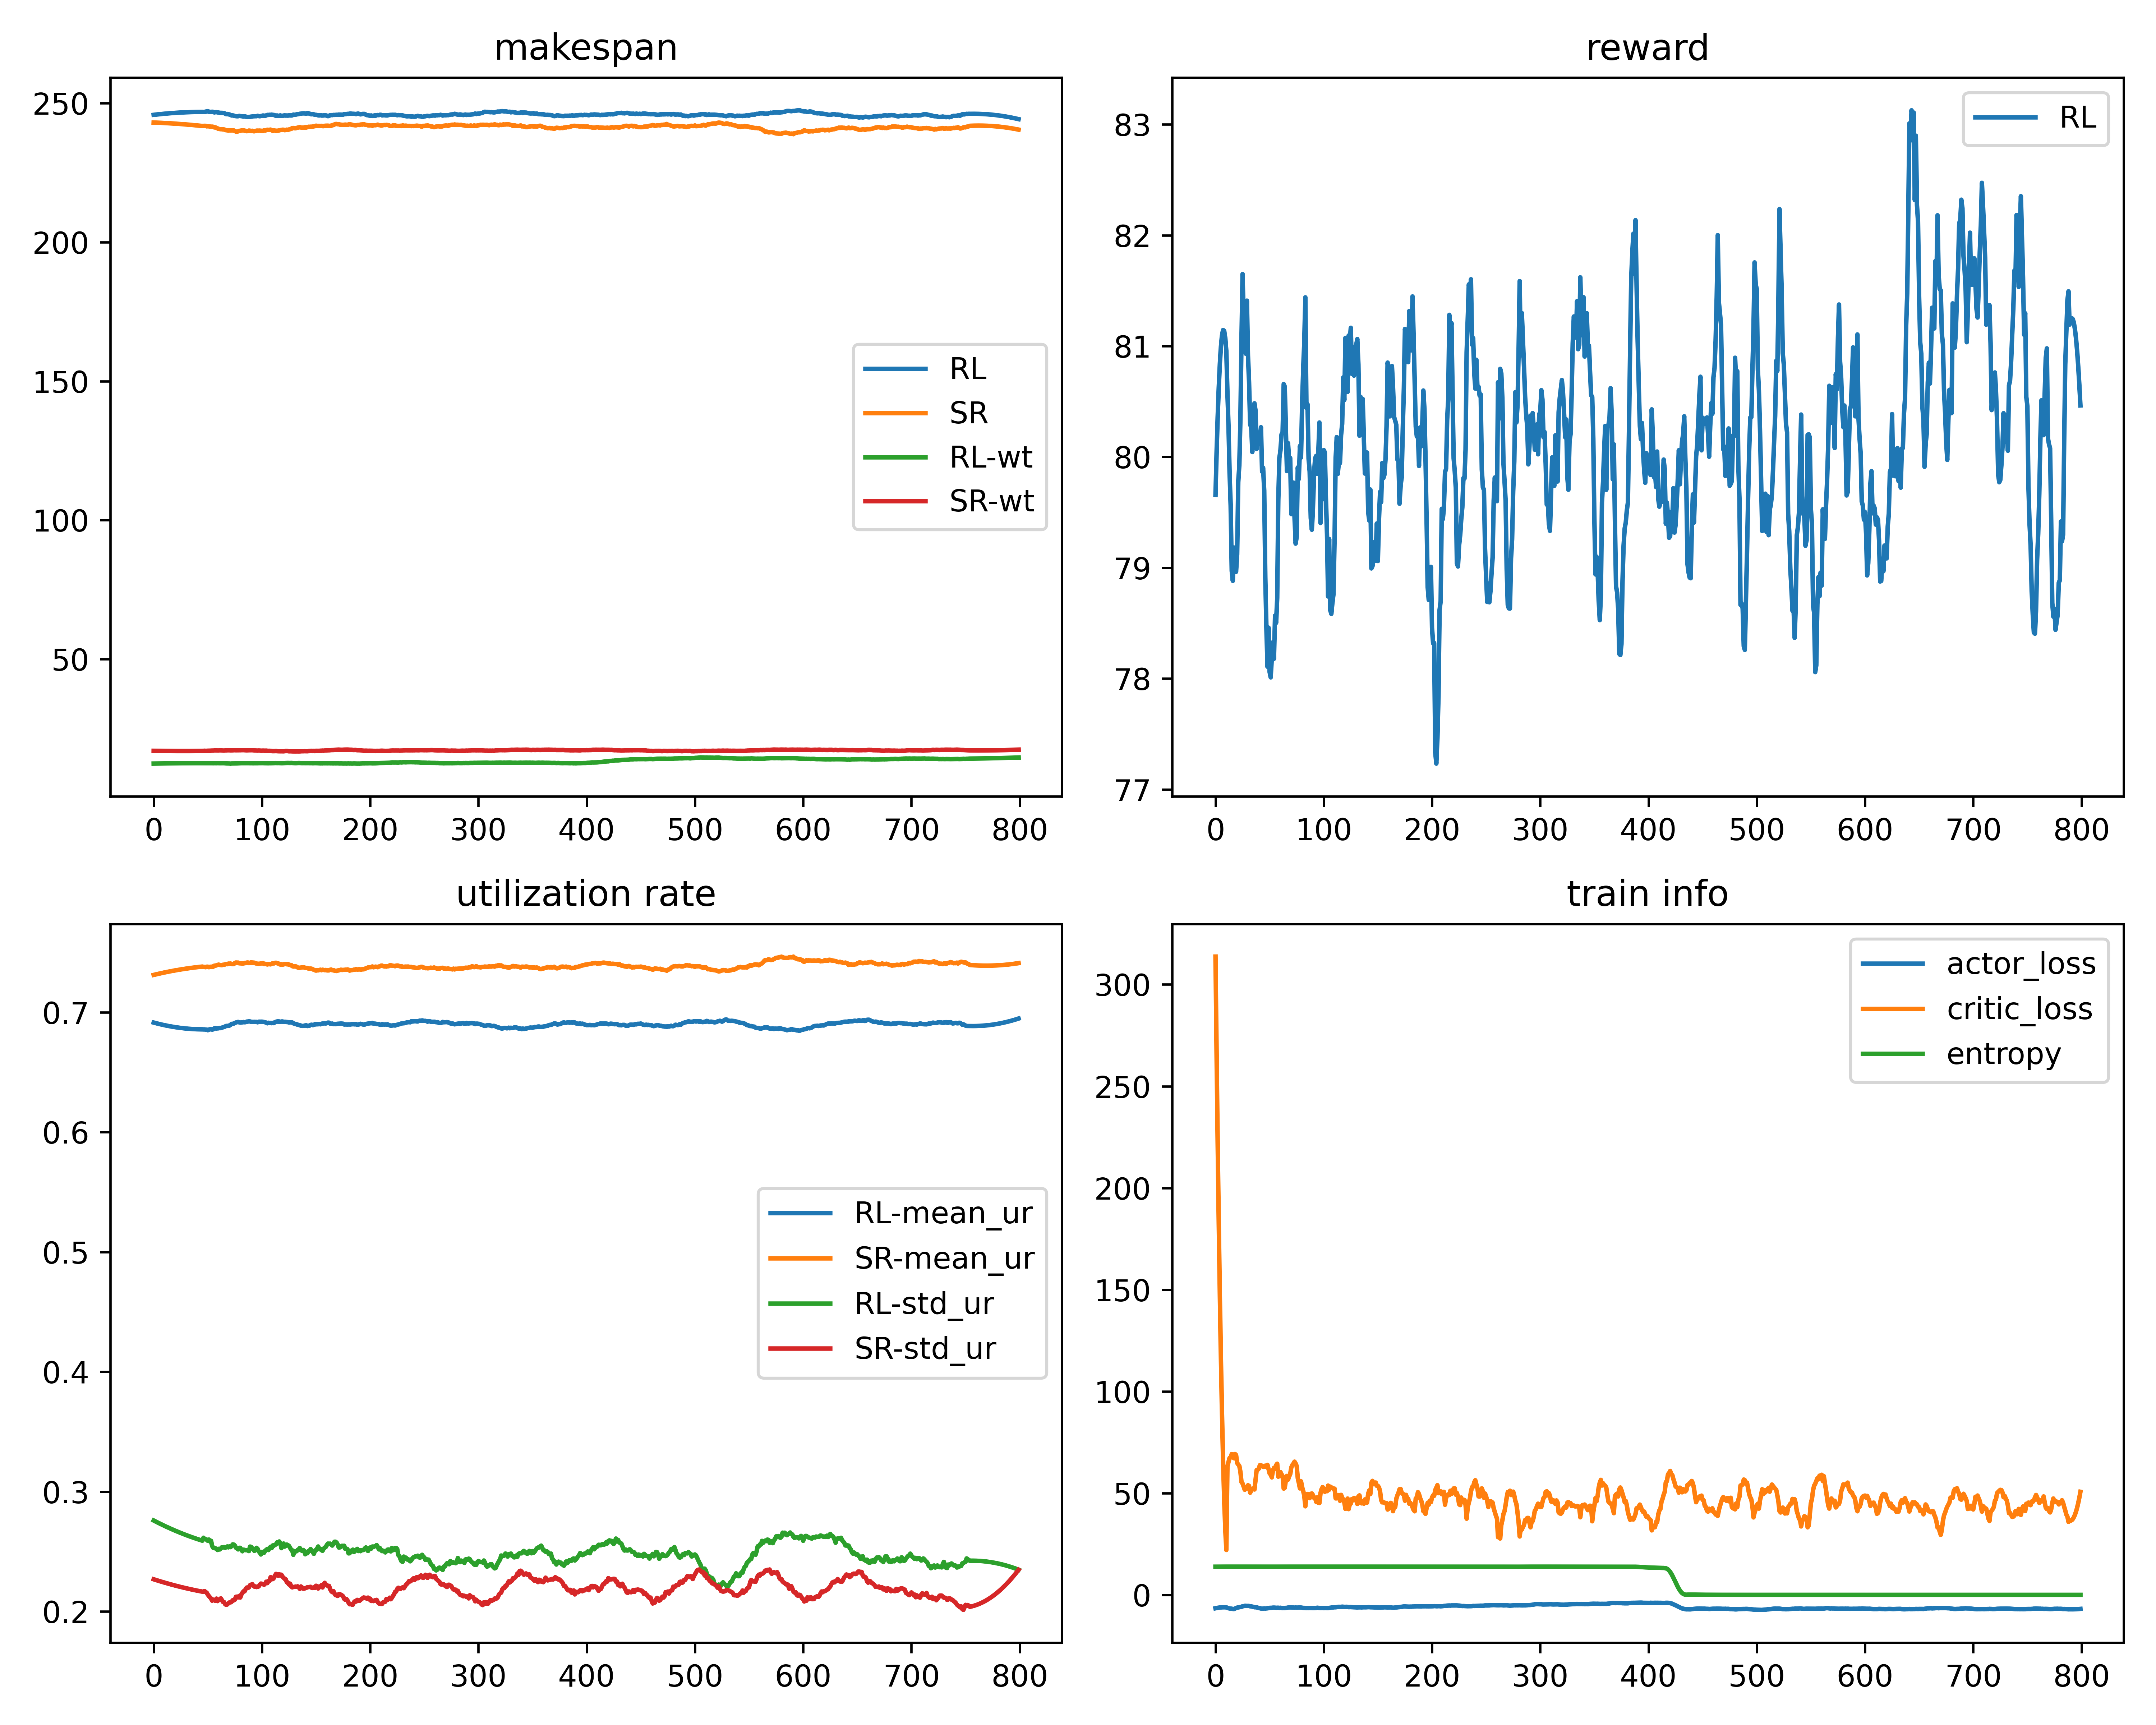 makespan
250
200
150
100
50
0 100 200 300 400 500 600 700 800
RL
SR
RL-wt
SR-wt
reward
83
82
81
80
79
78
77
0 100 200 300 400 500 600 700 800
RL
utilization rate
0.7
0.6
0.5
0.4
0.3
0.2
0 100 200 300 400 500 600 700 800
RL-mean_ur
SR-mean_ur
RL-std_ur
SR-std_ur
train info
300
250
200
150
100
50
0
0 100 200 300 400 500 600 700 800
actor_loss
critic_loss
entropy